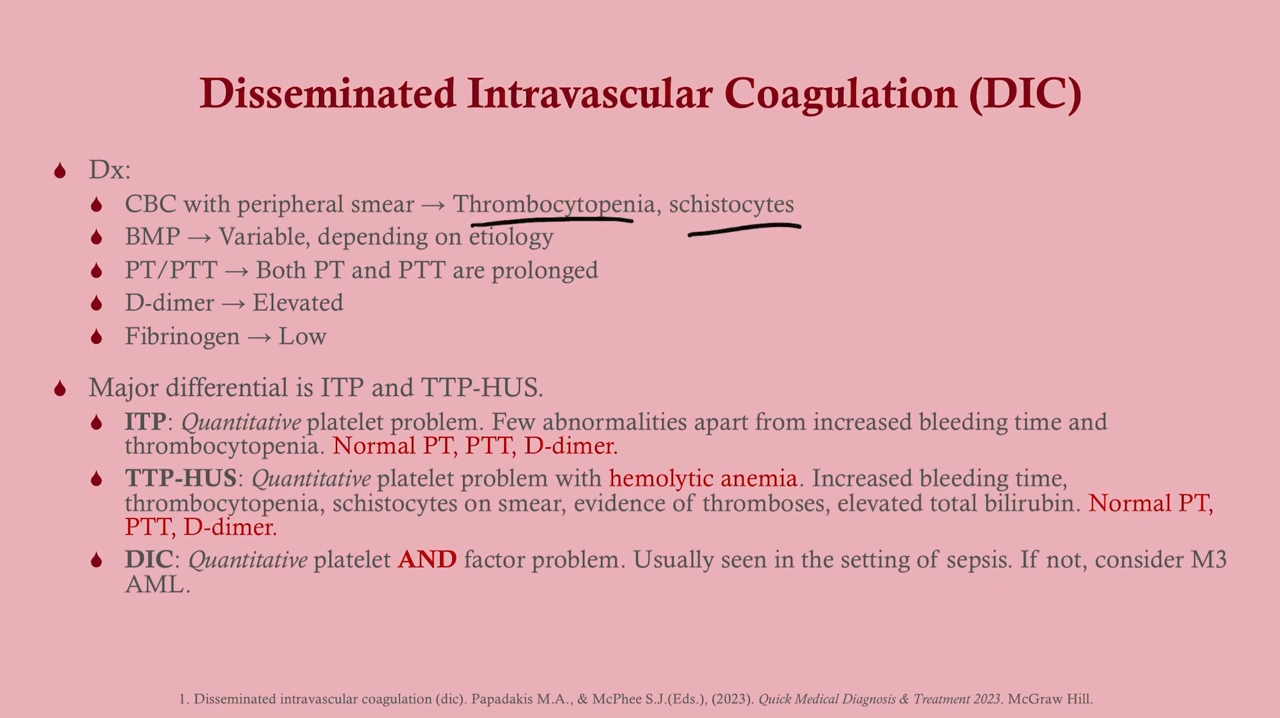 Disseminated Intravascular Coagulation (DIC)
Dx:
CBC with peripheral smear → Thrombocytopenia, schistocytes
BMP → Variable, depending on etiology
PT/PTT → Both PT and PTT are prolonged
D-dimer → Elevated
Fibrinogen → Low
Major differential is ITP and TTP-HUS.
ITP: Quantitative platelet problem. Few abnormalities apart from increased bleeding time and
thrombocytopenia. Normal PT, PTT, D-dimer.
TTP-HUS: Quantitative platelet problem with hemolytic anemia. Increased bleeding time,
thrombocytopenia, schistocytes on smear, evidence of thromboses, elevated total bilirubin. Normal PT,
PTT, D-dimer.
DIC: Quantitative platelet AND factor problem. Usually seen in the setting of sepsis. If not, consider M3
AML.
1. Disseminated intravascular coagulation (dic). Papadakis M.A., & McPhee S.J.(Eds.), (2023). Quick Medical Diagnosis & Treatment 2023. McGraw Hill.